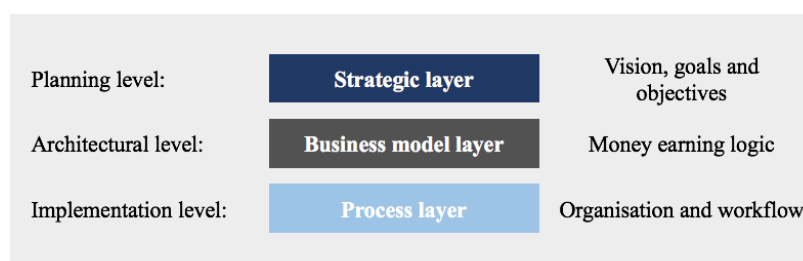 Planning level:
Strategic layer
Vision, goals and
objectives
Architectural level:
Business model layer
Money earning logic
Implementation level:
Process layer
Organisation and workflow